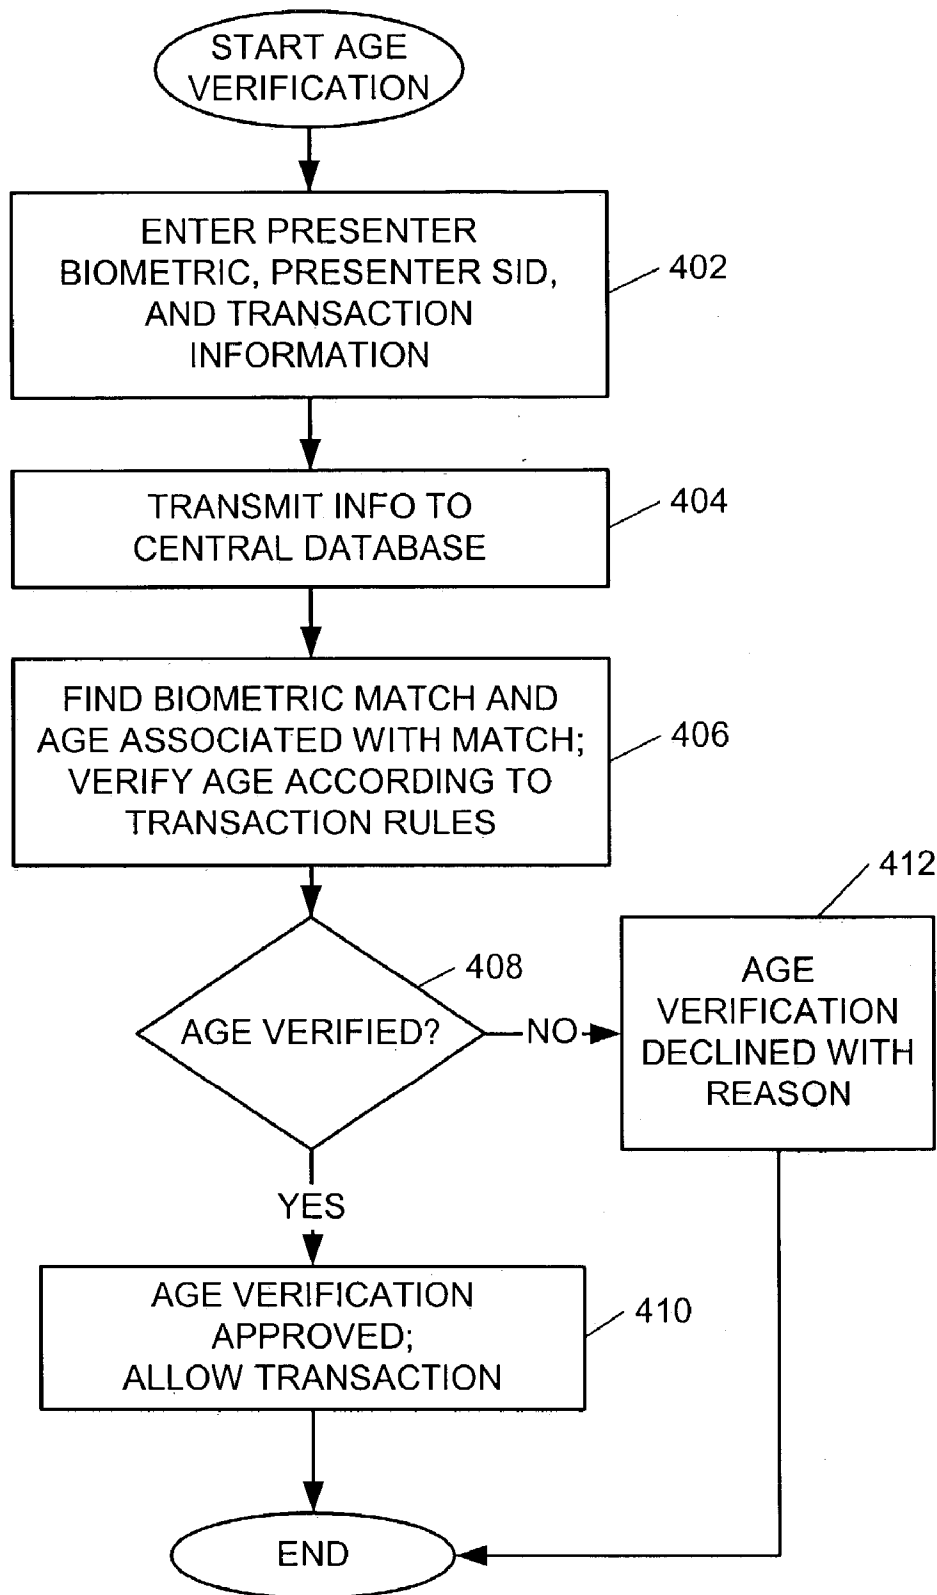 START AGE
VERIFICATION
ENTER PRESENTER
BIOMETRIC, PRESENTER SID,
AND TRANSACTION
INFORMATION
402
TRANSMIT INFO TO
CENTRAL DATABASE
404
FIND BIOMETRIC MATCH AND
AGE ASSOCIATED WITH MATCH;
VERIFY AGE ACCORDING TO
TRANSACTION RULES
406
AGE VERIFIED?
408
NO
AGE
VERIFICATION
DECLINED WITH
REASON
412
YES
AGE VERIFICATION
APPROVED;
ALLOW TRANSACTION
410
END